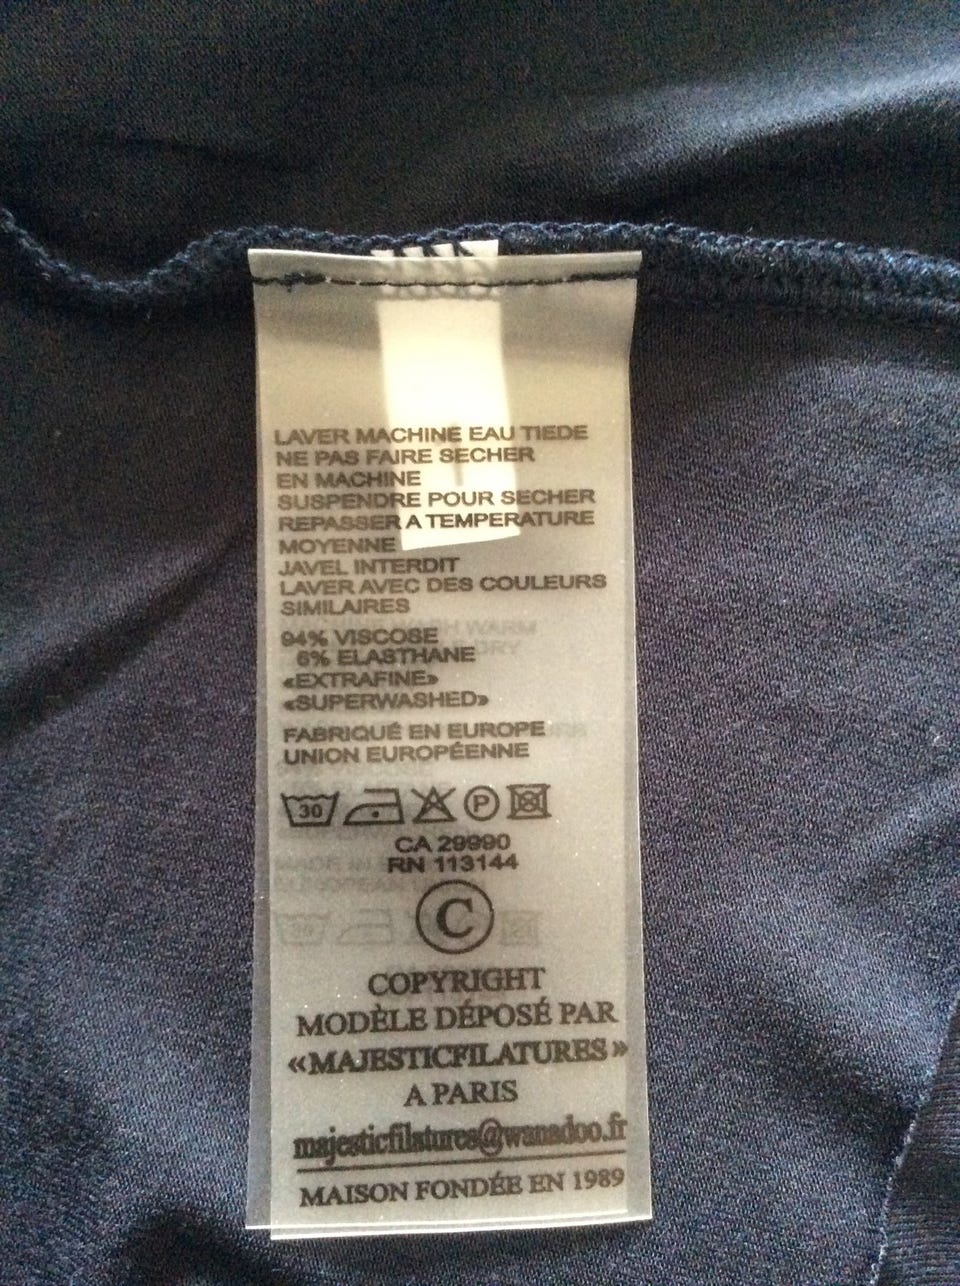 LAVER MACHINE EAU TIEDE
NE PAS FAIRE SECHER
EN MACHINE
SUSPENDRE POUR SECHER
REPASSER A TEMPERATURE
MOYENNE
JAVEL INTERDIT
LAVER AVEC DES COULEURS
SIMILAIRES
94% VISCOSE
6% ELASTHANE
«EXTRAFINE»
«SUPERWASHED»
FABRIQUÉ EN EUROPE
UNION EUROPÉENNE
30 P
CA 29990
RN 113144
C
COPYRIGHT
MODÈLE DÉPOSÉ PAR
«MAJESTICFILATURES»
A PARIS
majesticfilatures@wanadoo.fr
MAISON FONDÉE EN 1989